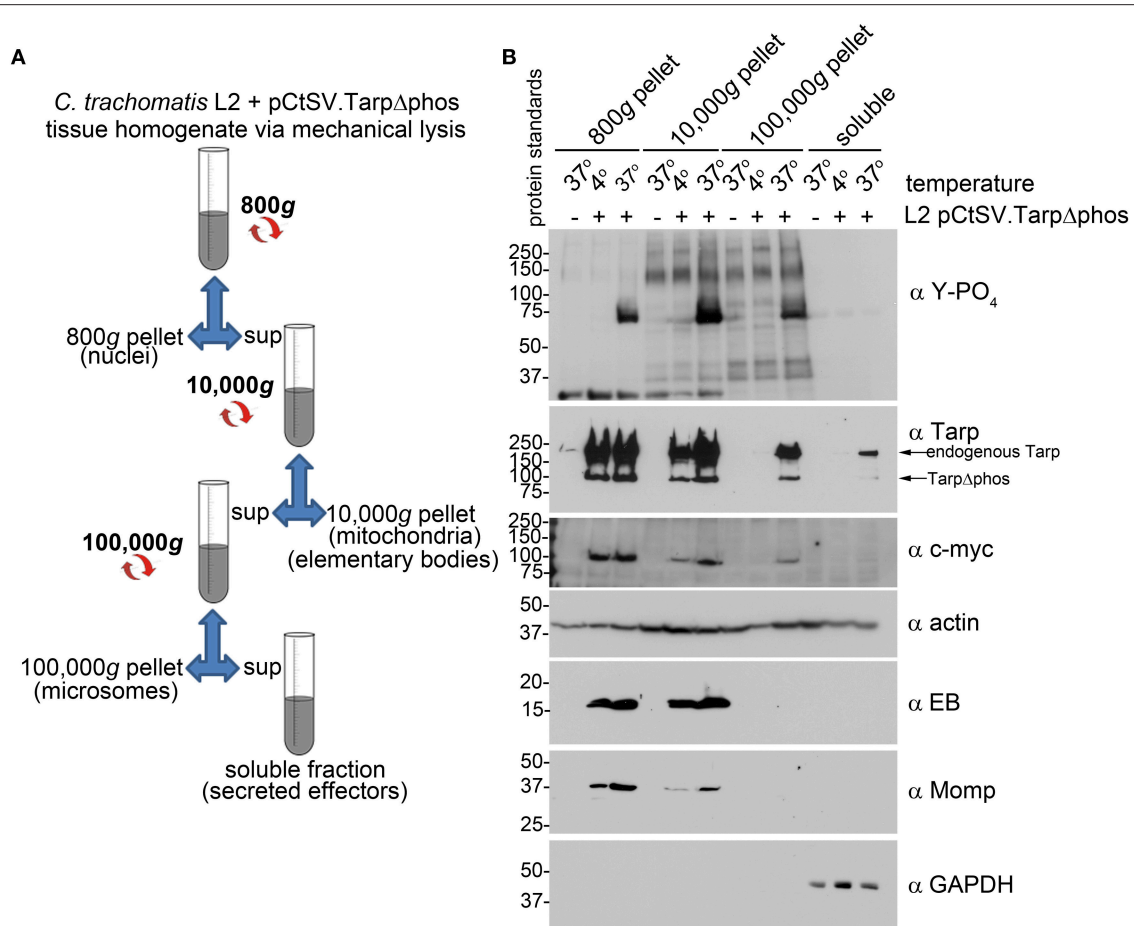 A
C. trachomatis L2 + pCtSV.TarpΔphos
tissue homogenate via mechanical lysis
800g
800g pellet
(nuclei)
sup
10,000g
sup
10,000g pellet
(mitochondria)
(elementary bodies)
100,000g
100,000g pellet
(microsomes)
sup
soluble fraction
(secreted effectors)
B
protein standards
800g pellet
10,000g pellet
100,000g pellet
soluble
37° 4° 37° 37° 4° 37° 37° 4° 37° 37° 4° 37° temperature
- + + - + + - + + - + + L2 pCtSV.TarpΔphos
250-
150-
100-
75-
50-
37-
α Y-PO₄
250-
150-
100-
75-
α Tarp
endogenous Tarp
TarpΔphos
250-
150-
100-
75-
α c-myc
50-
37-
α actin
20-
15-
α EB
50-
37-
25-
α Momp
50-
37-
α GAPDH